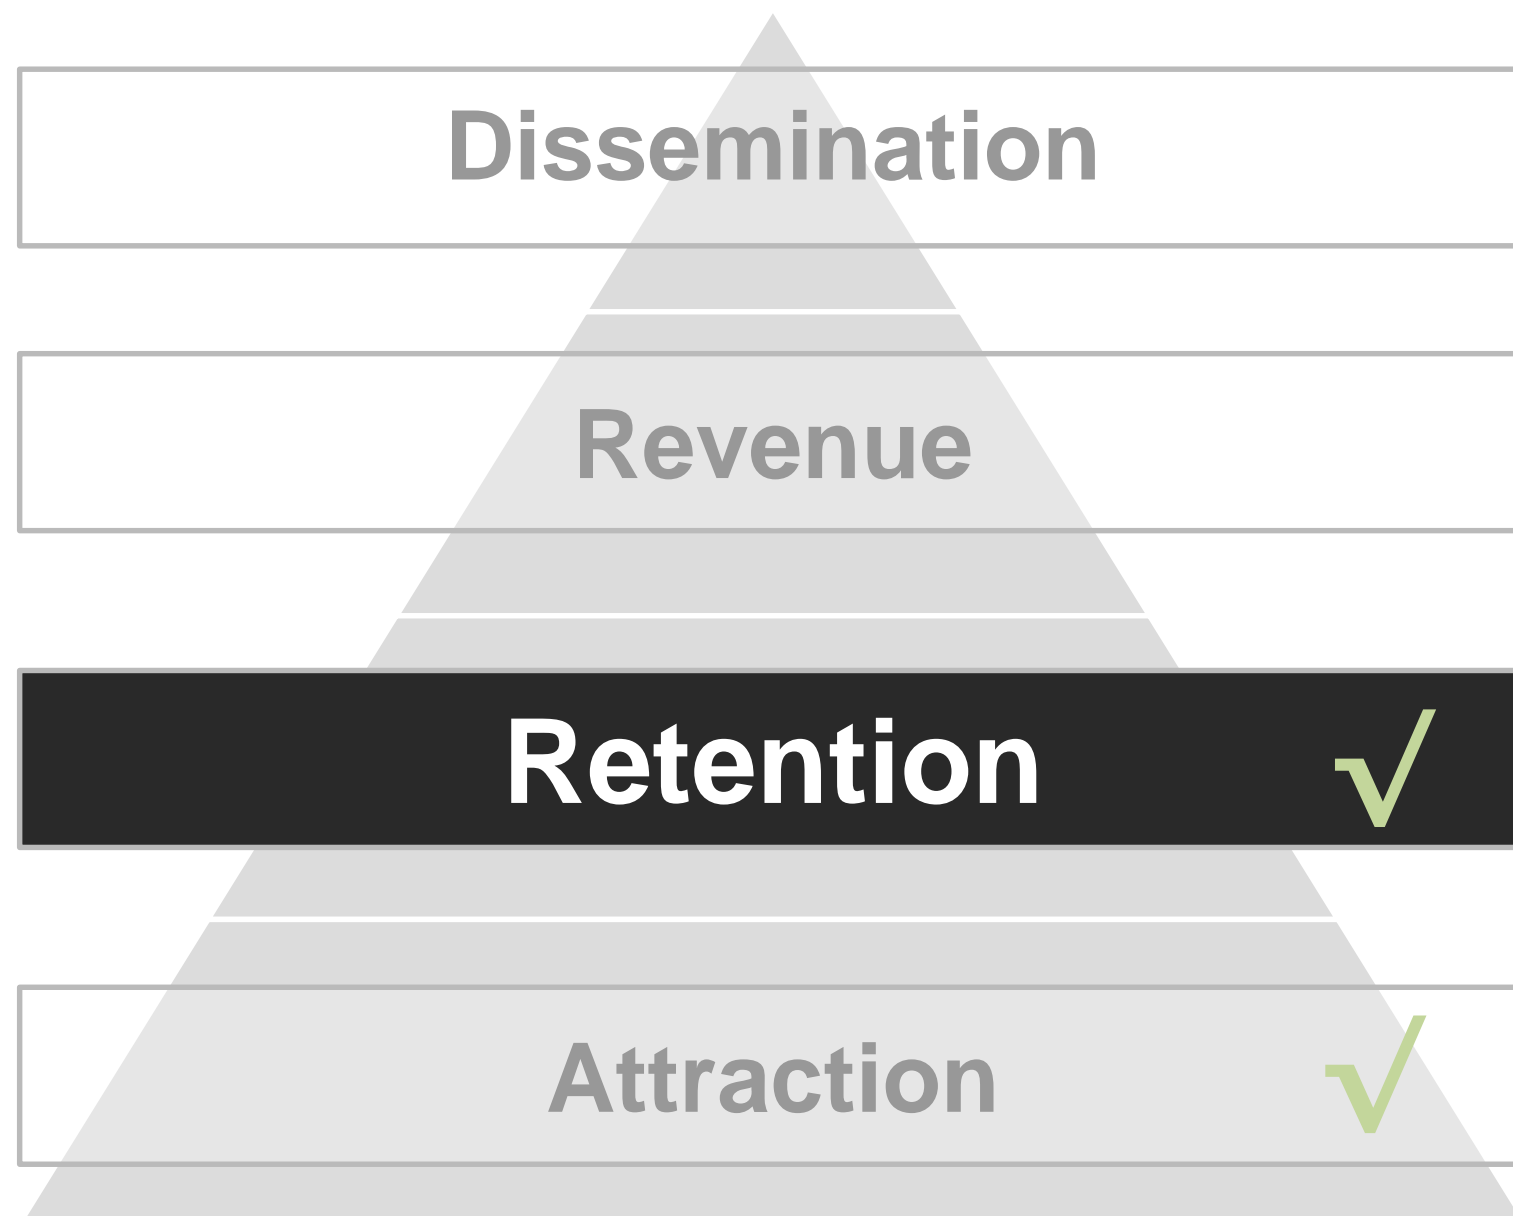 Dissemination
Revenue
Retention √
Attraction √